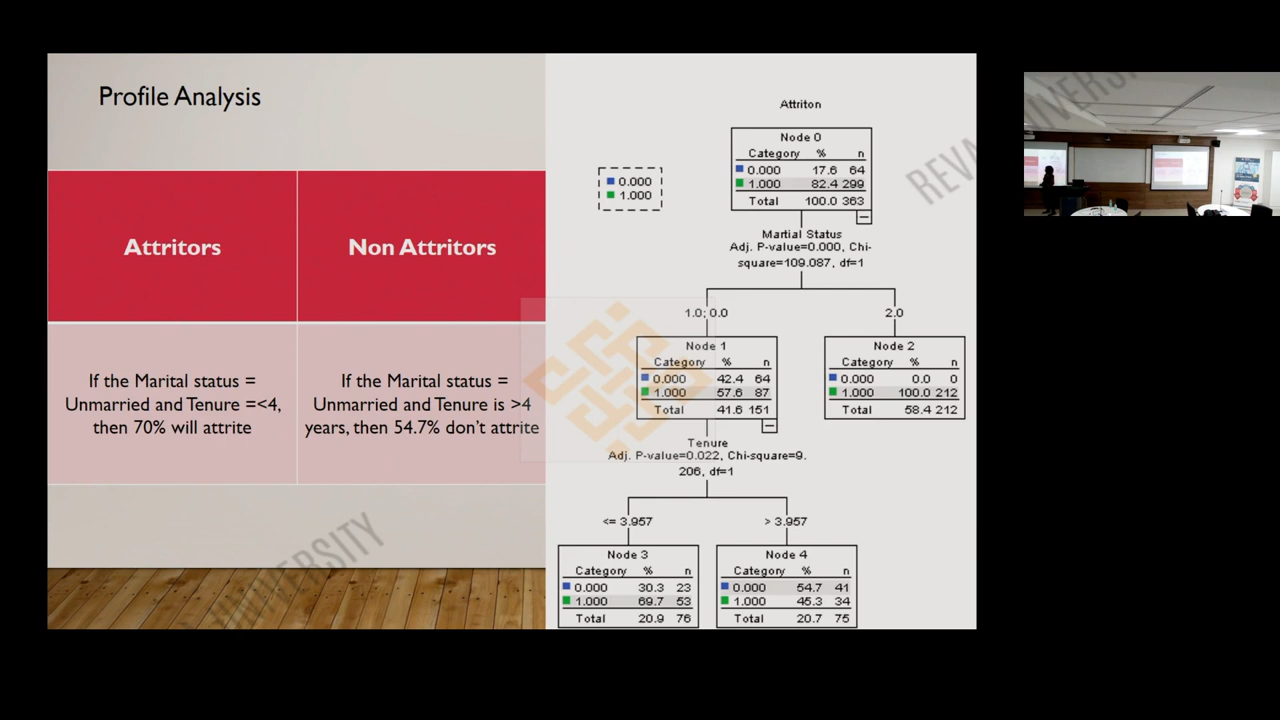 Profile Analysis
Attritors
Non Attritors
If the Marital status =
Unmarried and Tenure =<4,
then 70% will attrite
If the Marital status =
Unmarried and Tenure is >4
years, then 54.7% don't attrite
Attriton
0.000
1.000
Node 0
Category % n
0.000 17.6 64
1.000 82.4 299
Total 100.0 363
Martial Status
Adj. P-value=0.000, Chi-
square=109.087, df=1
1.0; 0.0
2.0
Node 1
Category % n
0.000 42.4 64
1.000 57.6 87
Total 41.6 151
Node 2
Category % n
0.000 0.0 0
1.000 100.0 212
Total 58.4 212
Tenure
Adj. P-value=0.022, Chi-square=9.
206, df=1
<= 3.957
> 3.957
Node 3
Category % n
0.000 30.3 23
1.000 69.7 53
Total 20.9 76
Node 4
Category % n
0.000 54.7 41
1.000 45.3 34
Total 20.7 75
REVA
UNIVERSITY